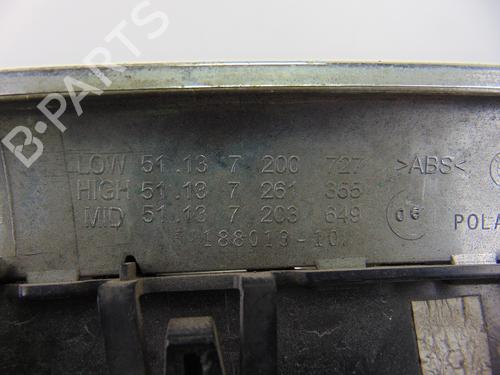 B-PARTS
LOW 51.13 7 200 727 >ABS<
HIGH 51.13 7 261 355
MID 51.13 7 203 649 06 POLA
188013-10